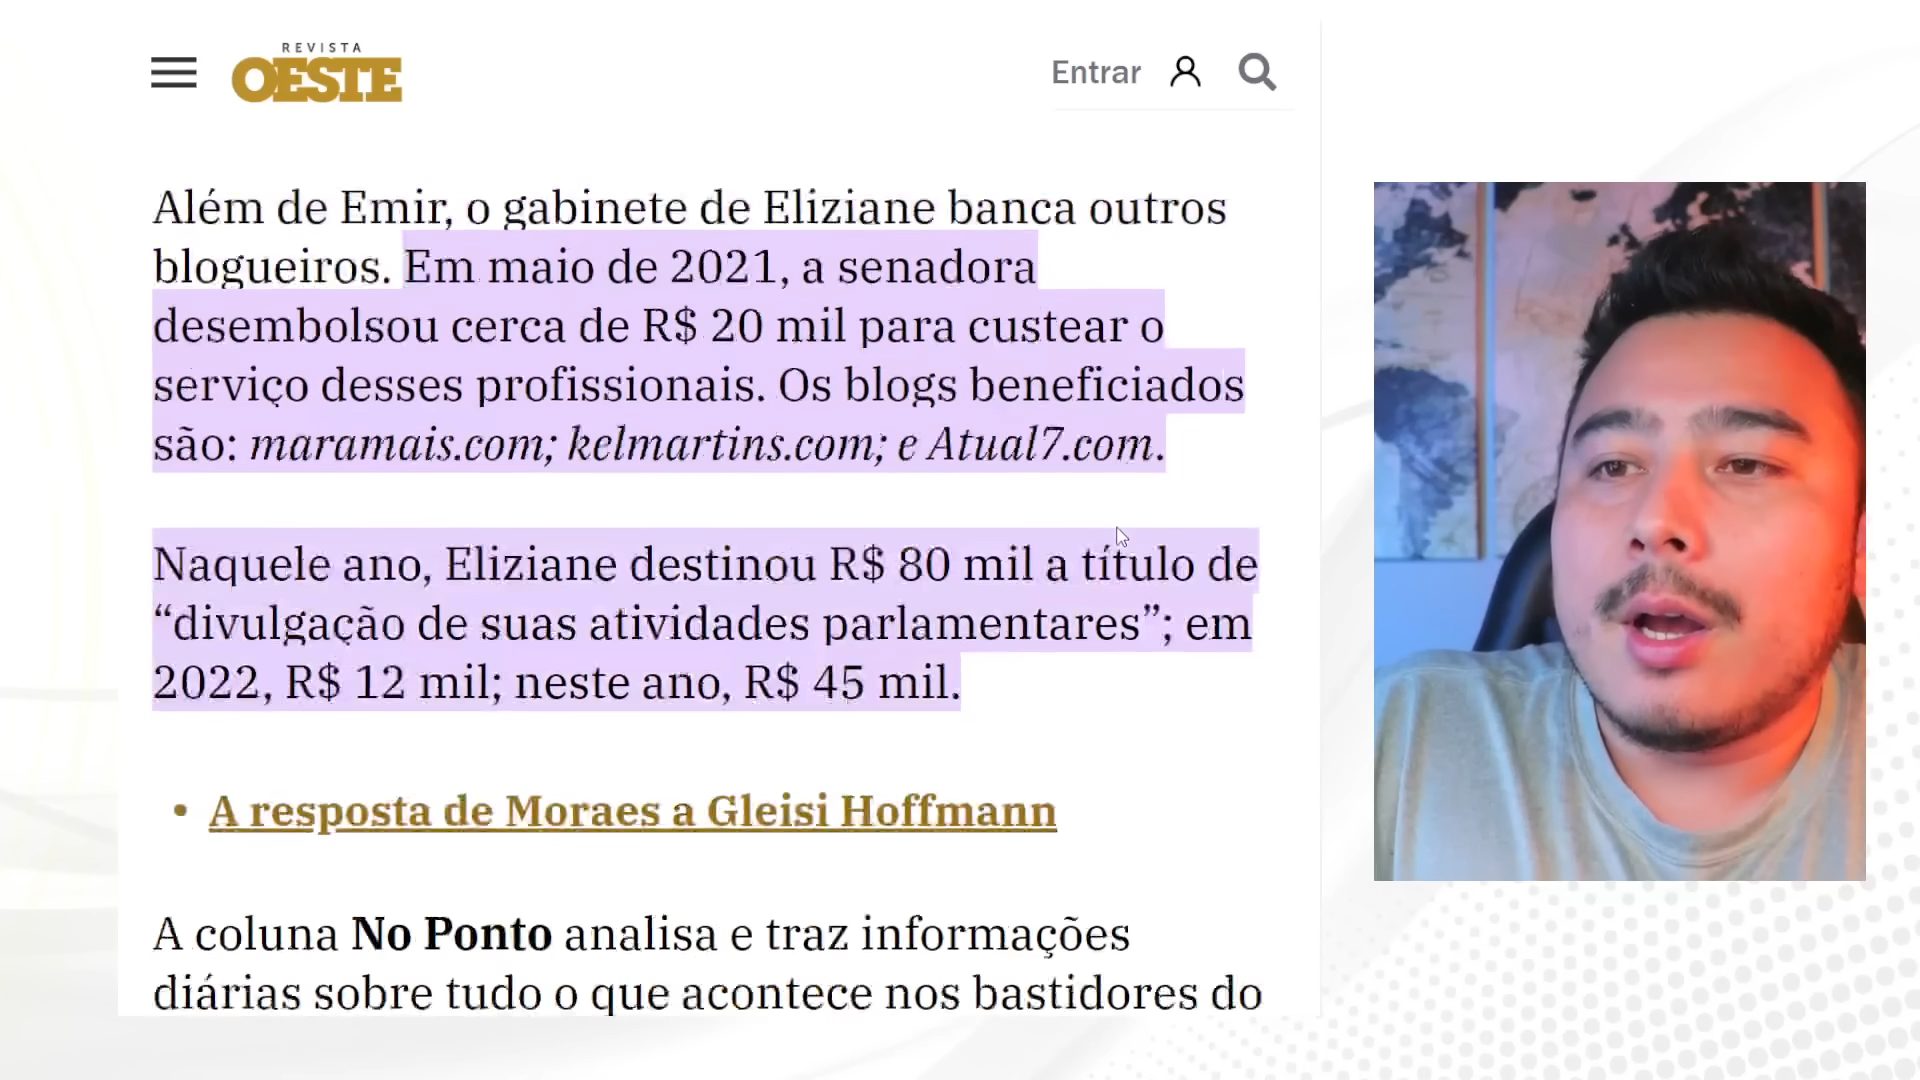 REVISTA
OESTE
Entrar
Além de Emir, o gabinete de Eliziane banca outros
blogueiros. Em maio de 2021, a senadora
desembolsou cerca de R$ 20 mil para custear o
serviço desses profissionais. Os blogs beneficiados
são: maramais.com; kelmartins.com; e Atual7.com.
Naquele ano, Eliziane destinou R$ 80 mil a título de
“divulgação de suas atividades parlamentares”; em
2022, R$ 12 mil; neste ano, R$ 45 mil.
• A resposta de Moraes a Gleisi Hoffmann
A coluna No Ponto analisa e traz informações
diárias sobre tudo o que acontece nos bastidores do